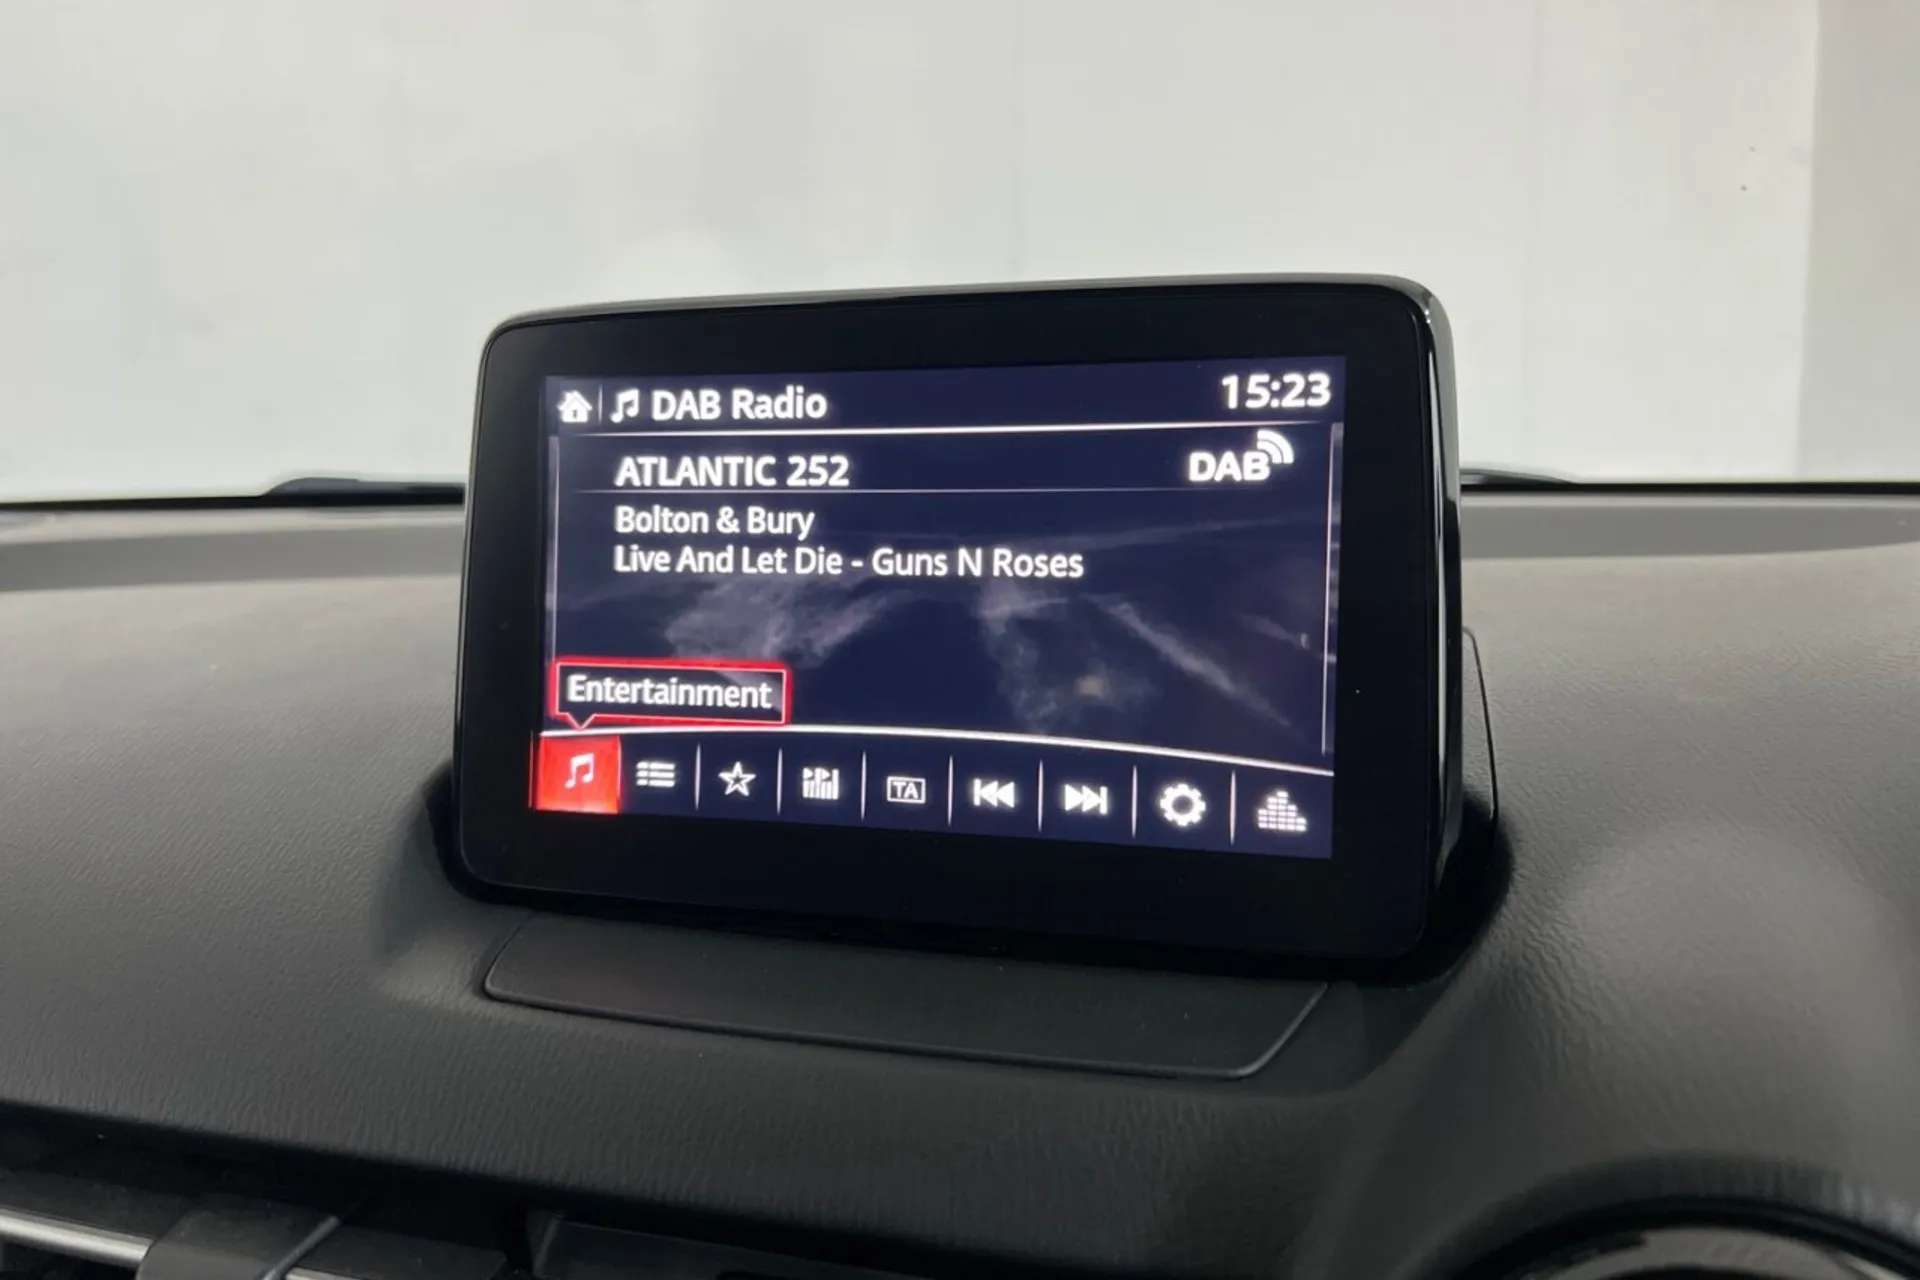 DAB Radio
15:23
ATLANTIC 252
DAB
Bolton & Bury
Live And Let Die - Guns N Roses
Entertainment
TA